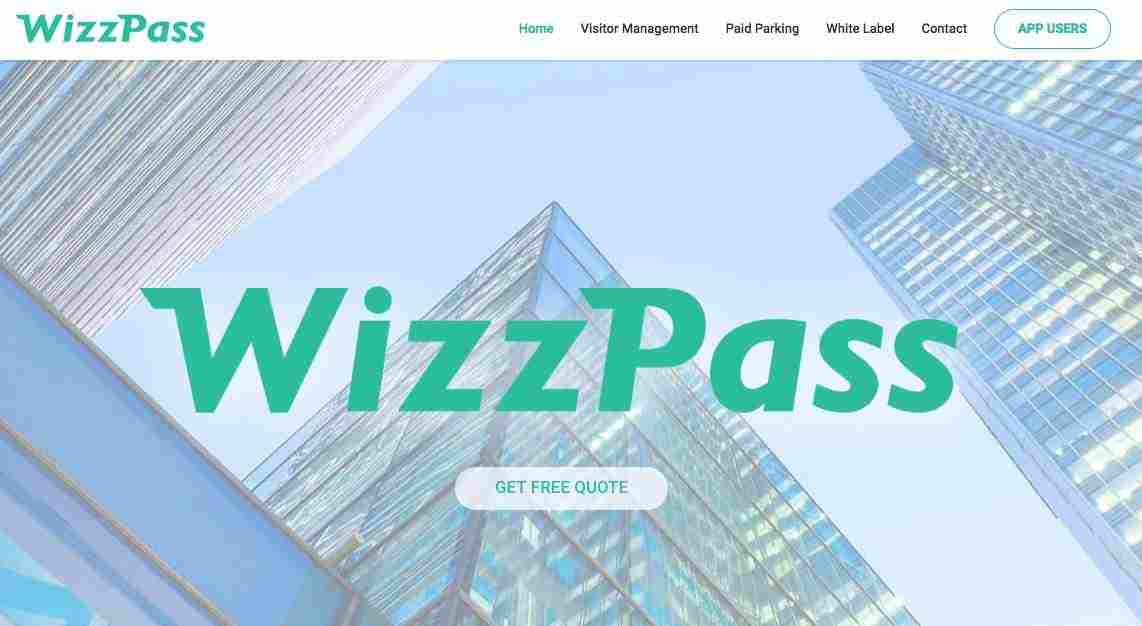 WizzPass
Home Visitor Management Paid Parking White Label Contact APP USERS
WizzPass
GET FREE QUOTE